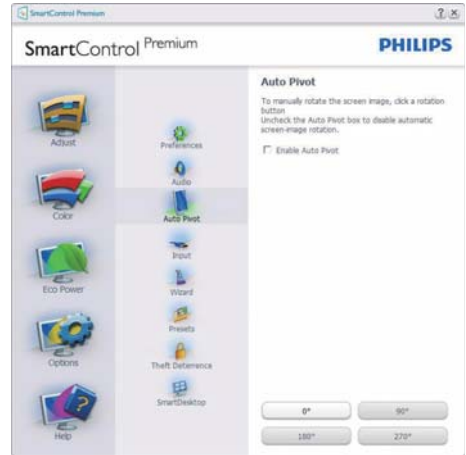 SmartControl Premium
SmartControl Premium
PHILIPS
Adjust
Color
Eco Power
Options
Help
Preferences
Audio
Auto Pivot
Input
Wizard
Presets
Theft Deterrence
SmartDesktop
Auto Pivot
To manually rotate the screen image, click a rotation
button
Uncheck the Auto Pivot box to disable automatic
screen-image rotation.
Enable Auto Pivot
0°
90°
180°
270°